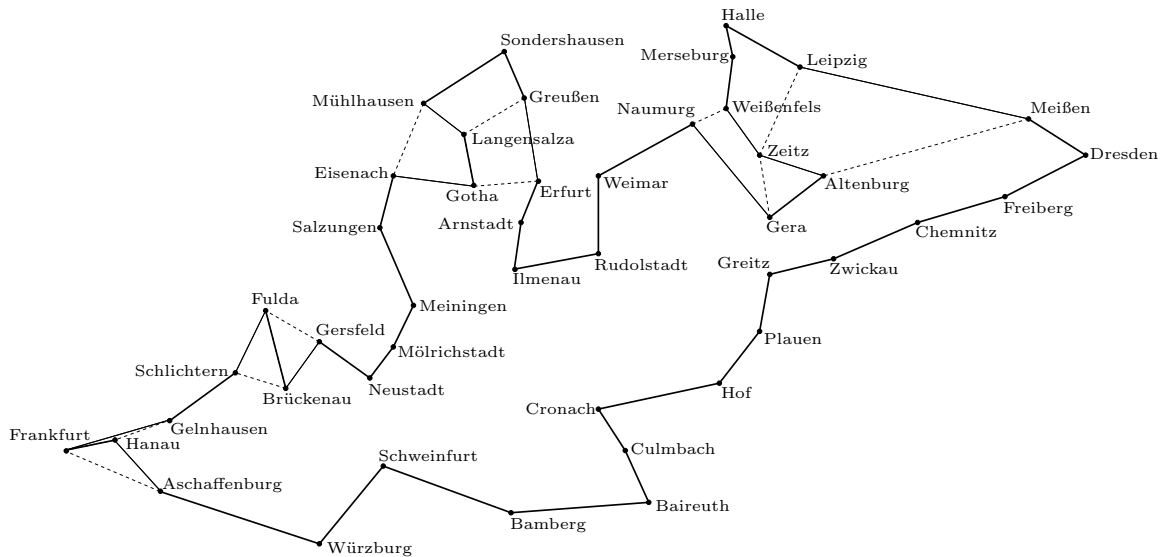 Halle
Sondershausen
Merseburg
Leipzig
Mühlhausen
Greußen
Naumurg
Weißenfels
Meißen
Langensalza
Zeitz
Dresden
Eisenach
Gotha
Erfurt
Weimar
Altenburg
Freiberg
Salzungen
Arnstadt
Gera
Chemnitz
Ilmenau
Rudolstadt
Greitz
Zwickau
Fulda
Meiningen
Gersfeld
Plauen
Mölrichstadt
Schlichtern
Brückenau
Neustadt
Hof
Cronach
Gelnhausen
Frankfurt
Hanau
Culmbach
Schweinfurt
Aschaffenburg
Baireuth
Bamberg
Würzburg